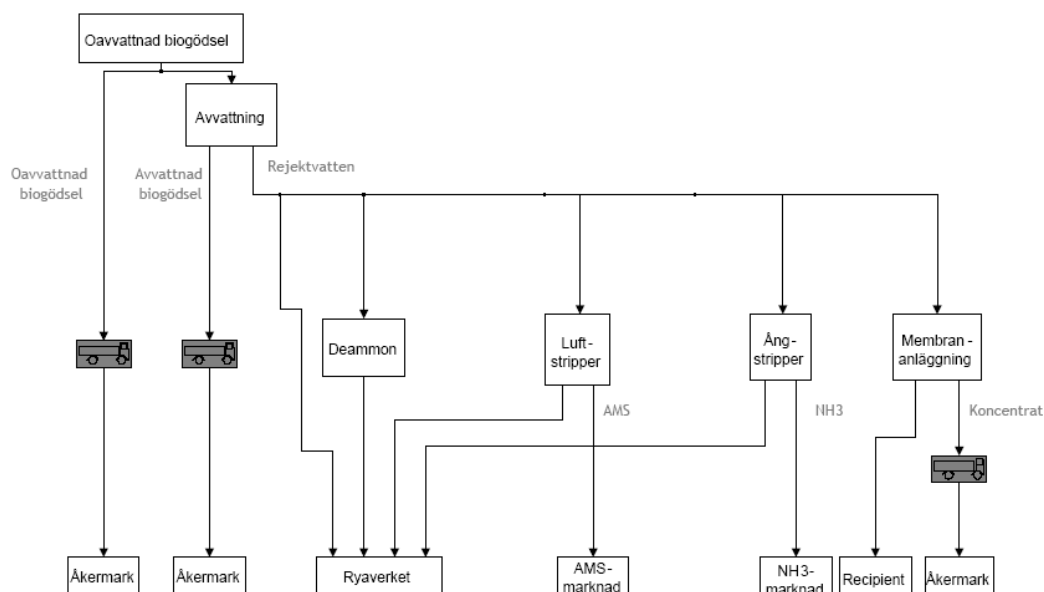 Oavvattnad biogödsel
Avvattning
Oavvattnad
biogödsel
Avvattnad
biogödsel
Rejektvatten
Deammon
Luft-
stripper
Ång-
stripper
Membran -
anläggning
AMS
NH3
Koncentrat
Åkermark
Åkermark
Ryaverket
AMS-
marknad
NH3-
marknad
Recipient
Åkermark